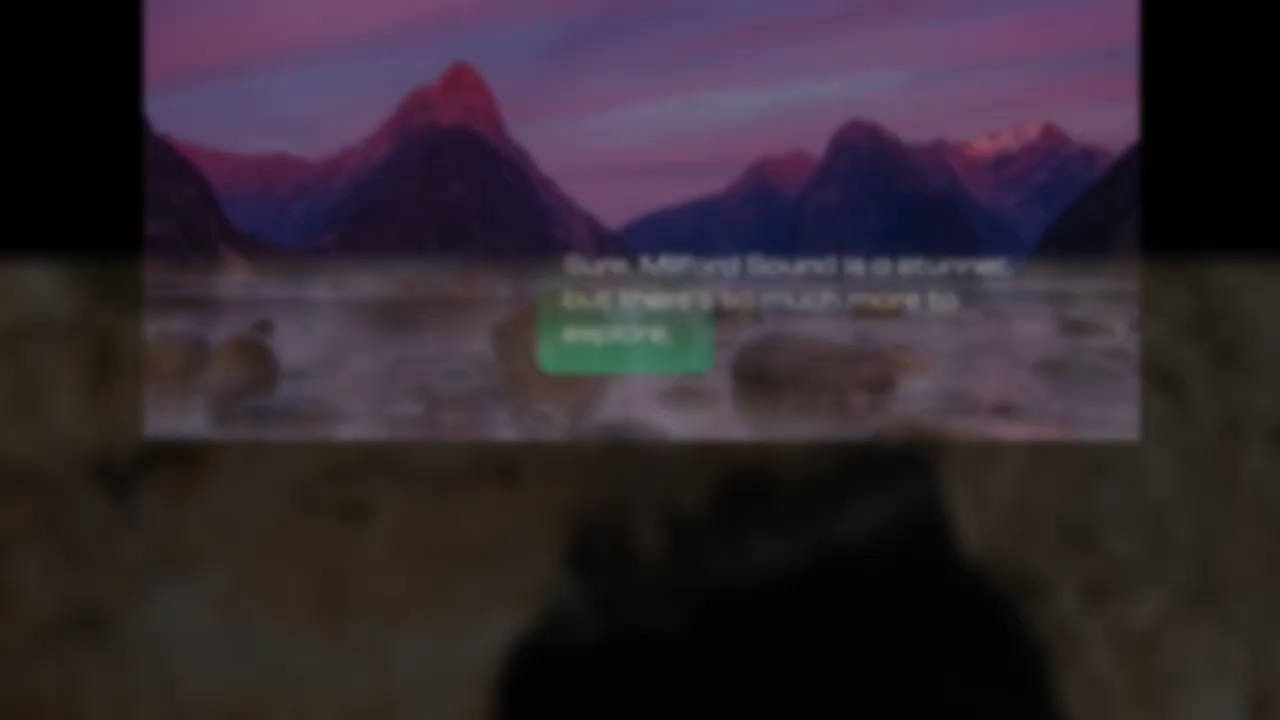 Sure, Milford Sound is a stunner,
but there's so much more to
explore.